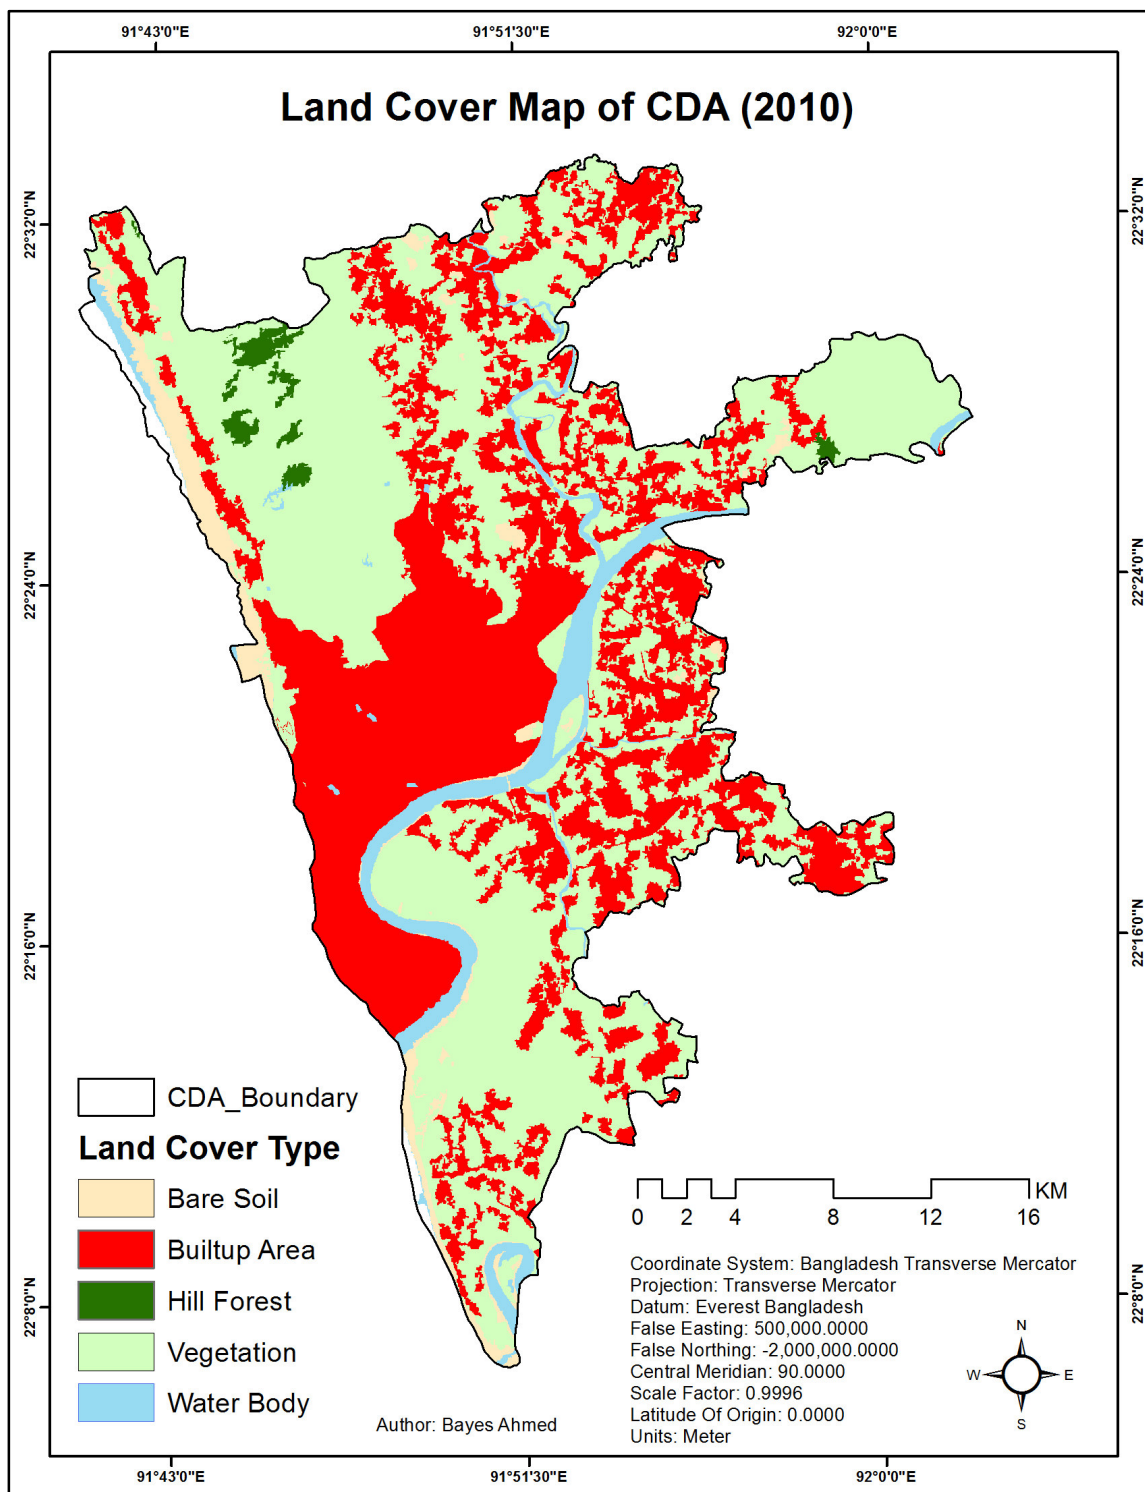 91°43'0"E 91°51'30"E 92°0'0"E
Land Cover Map of CDA (2010)
22°32'0"N 22°32'0"N
22°24'0"N 22°24'0"N
22°16'0"N 22°16'0"N
22°8'0"N 22°8'0"N
CDA_Boundary
Land Cover Type
Bare Soil
Builtup Area
Hill Forest
Vegetation
Water Body
KM
0 2 4 8 12 16
Coordinate System: Bangladesh Transverse Mercator
Projection: Transverse Mercator
Datum: Everest Bangladesh
False Easting: 500,000.0000
False Northing: -2,000,000.0000
Central Meridian: 90.0000
Scale Factor: 0.9996
Latitude Of Origin: 0.0000
Units: Meter
N
W E
S
Author: Bayes Ahmed
91°43'0"E 91°51'30"E 92°0'0"E